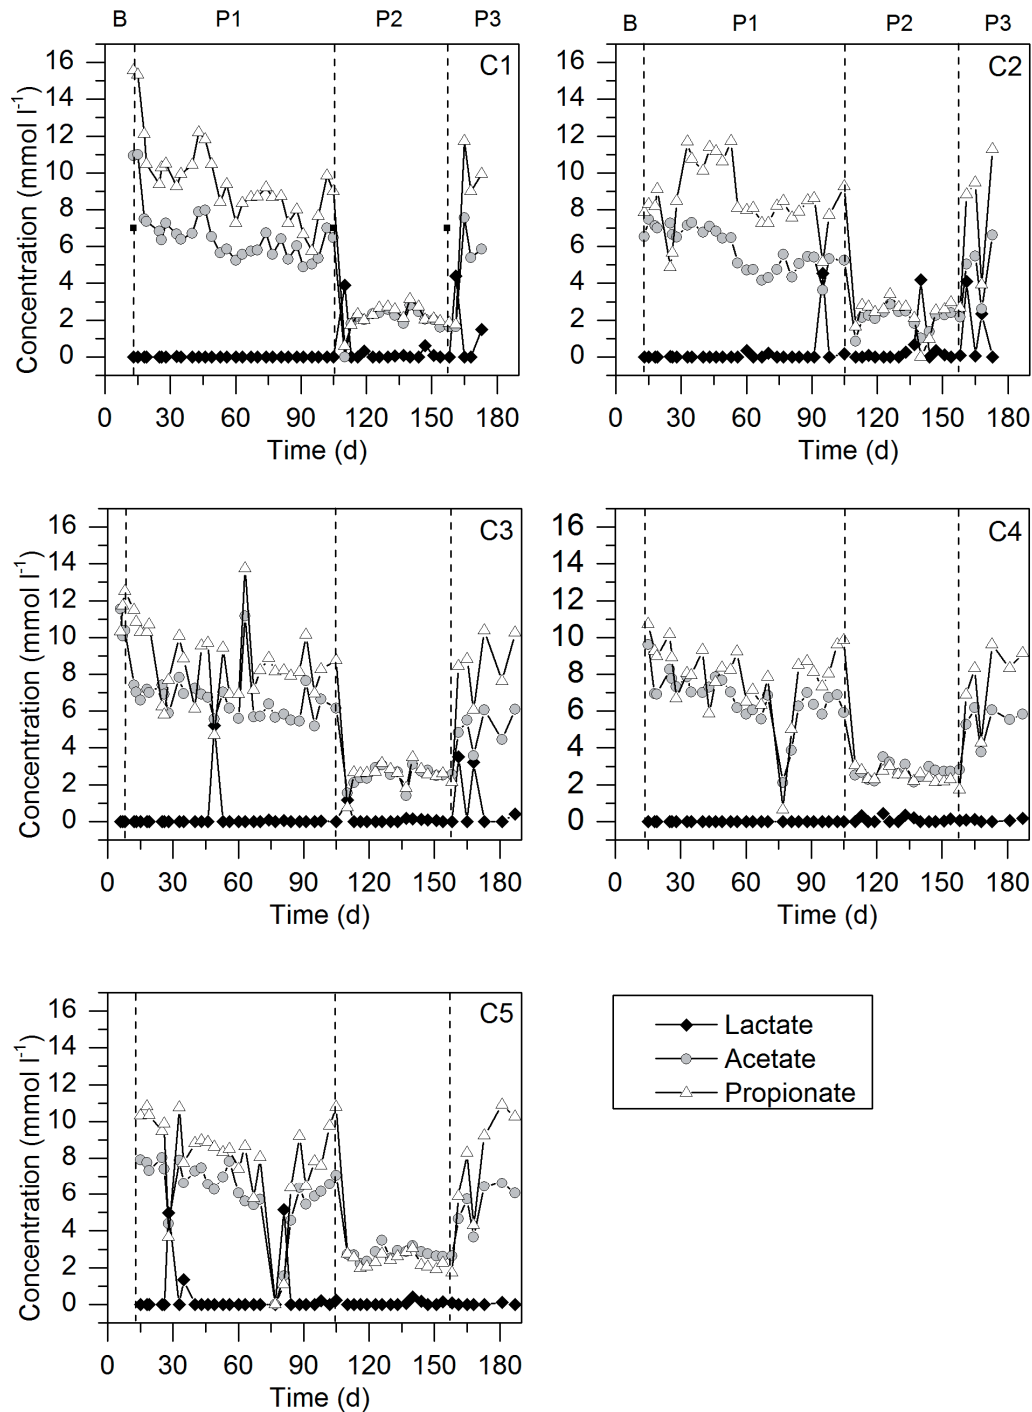 B P1 P2 P3 B P1 P2 P3
C1 C2
16 14 12 10 8 6 4 2 0
Concentration (mmol l⁻¹)
0 30 60 90 120 150 180
Time (d)
16 14 12 10 8 6 4 2 0
0 30 60 90 120 150 180
Time (d)
C3 C4
16 14 12 10 8 6 4 2 0
Concentration (mmol l⁻¹)
0 30 60 90 120 150 180
Time (d)
16 14 12 10 8 6 4 2 0
0 30 60 90 120 150 180
Time (d)
C5
16 14 12 10 8 6 4 2 0
Concentration (mmol l⁻¹)
0 30 60 90 120 150 180
Time (d)
Lactate
Acetate
Propionate